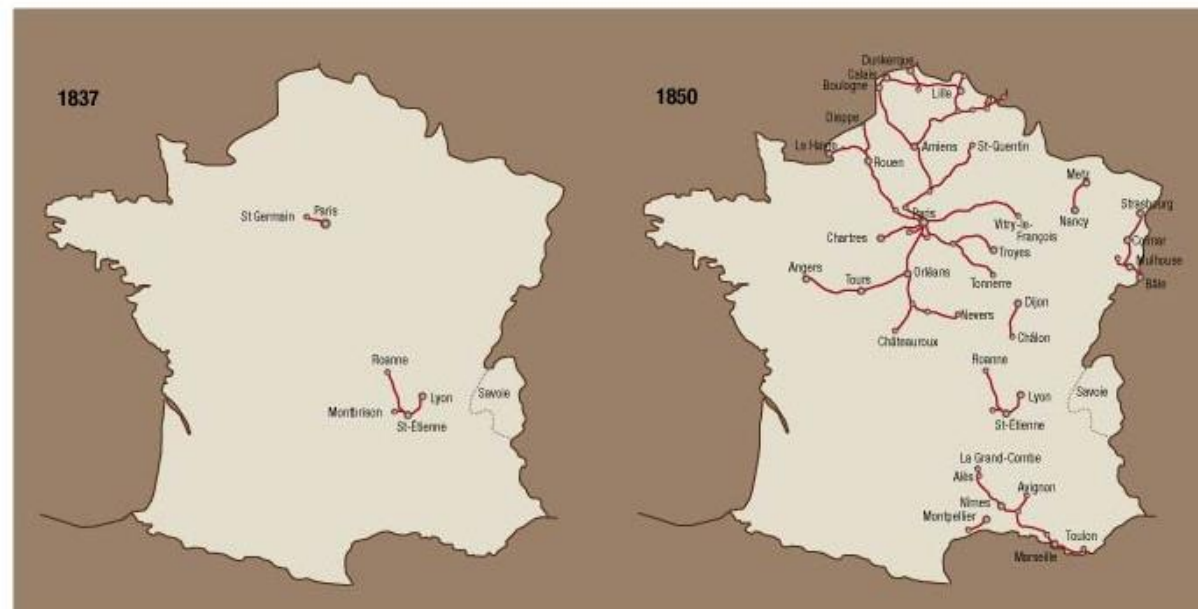 1837
St Germain
Paris
Roanne
Lyon
Montbrison
St-Étienne
Savoie
1850
Dunkerque
Calais
Boulogne
Lille
Dieppe
Le Havre
Rouen
Amiens
St-Quentin
Metz
Nancy
Strasbourg
Colmar
Mulhouse
Bâle
Paris
Vitry-le-
François
Chartres
Troyes
Tonnerre
Angers
Tours
Orléans
Nevers
Châteauroux
Dijon
Châlon
Roanne
Lyon
St-Étienne
Savoie
La Grand-Combe
Alès
Avignon
Nîmes
Montpellier
Toulon
Marseille